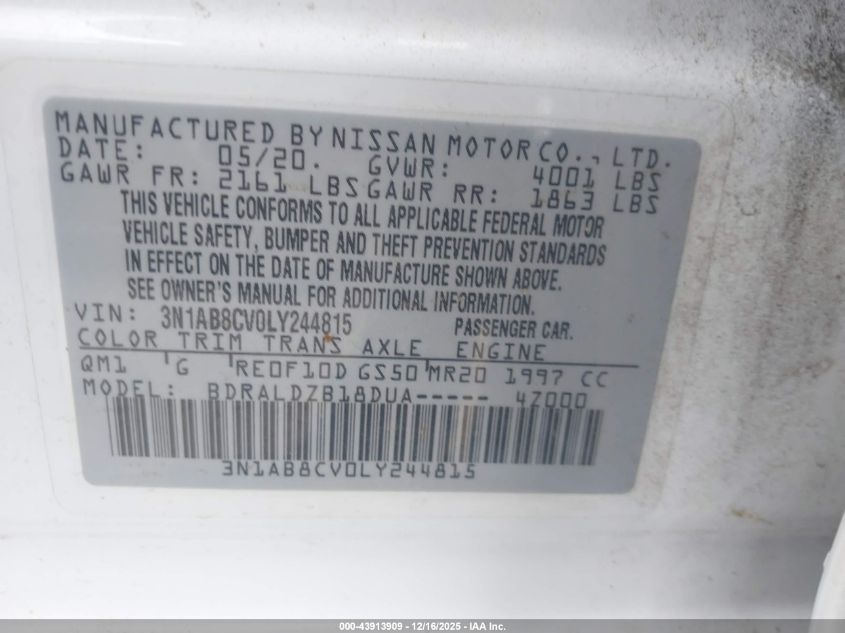 MANUFACTURED BY NISSAN MOTOR CO., LTD.
DATE: 05/20. GVWR: 4001 LBS
GAWR FR: 2161 LBS GAWR RR: 1863 LBS
THIS VEHICLE CONFORMS TO ALL APPLICABLE FEDERAL MOTOR
VEHICLE SAFETY, BUMPER AND THEFT PREVENTION STANDARDS
IN EFFECT ON THE DATE OF MANUFACTURE SHOWN ABOVE.
SEE OWNER'S MANUAL FOR ADDITIONAL INFORMATION.
VIN: 3N1AB8CV0LY244815 PASSENGER CAR.
COLOR TRIM TRANS AXLE ENGINE
QM1 G RE0F10D GS50 MR20 1997 CC
MODEL: BDRALDZB18DUA----- 4Z000
3N1AB8CV0LY244815
000-43913909 - 12/16/2025 - IAA Inc.